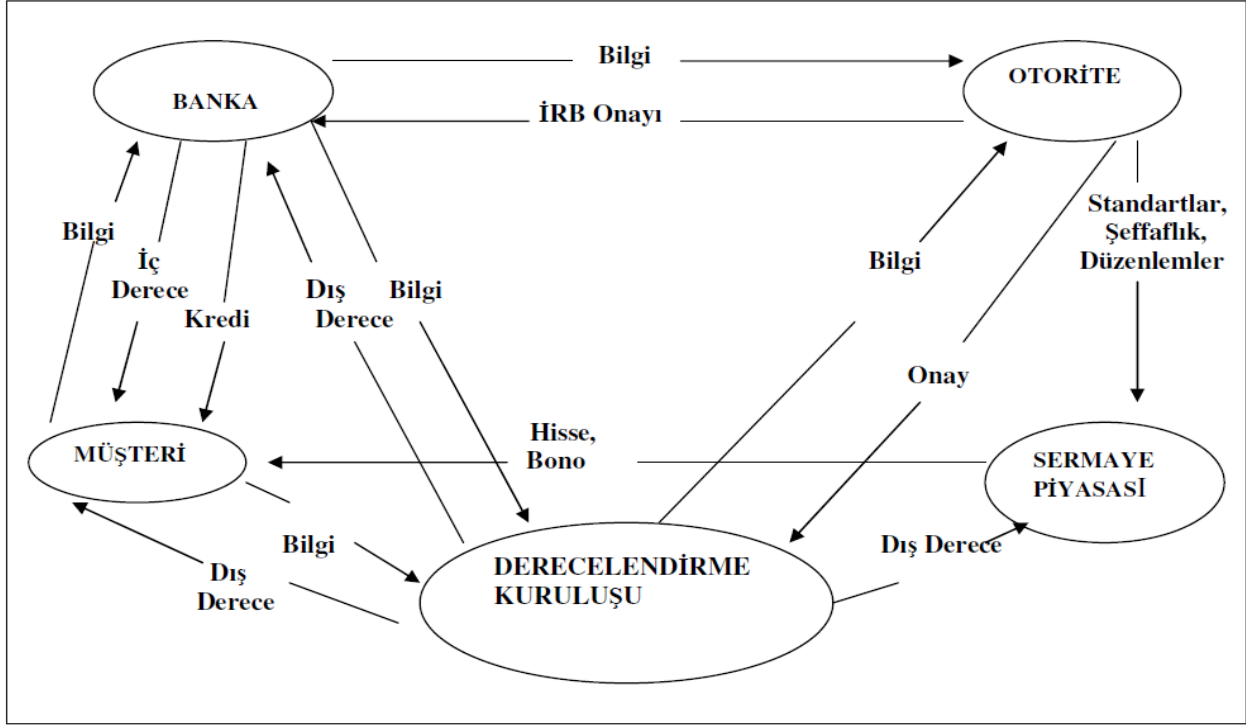 Bilgi
BANKA
OTORİTE
İRB Onayı
Bilgi
İç
Derece
Kredi
Dış
Derece
Bilgi
Bilgi
Standartlar,
Şeffaflık,
Düzenlemler
Onay
MÜŞTERİ
Hisse,
Bono
SERMAYE
PİYASASI
Bilgi
Dış
Derece
DERECELENDİRME
KURULUŞU
Dış Derece